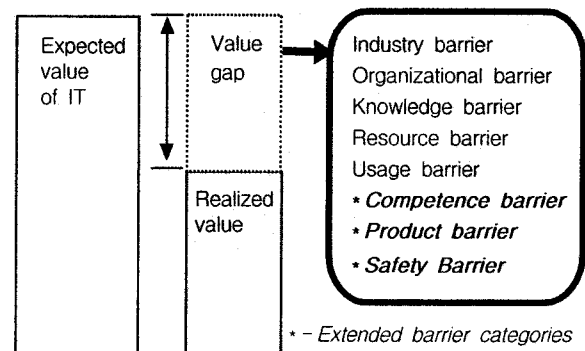 Expected
value
of IT
Value
gap
Realized
value
Industry barrier
Organizational barrier
Knowledge barrier
Resource barrier
Usage barrier
* Competence barrier
* Product barrier
* Safety Barrier
* - Extended barrier categories